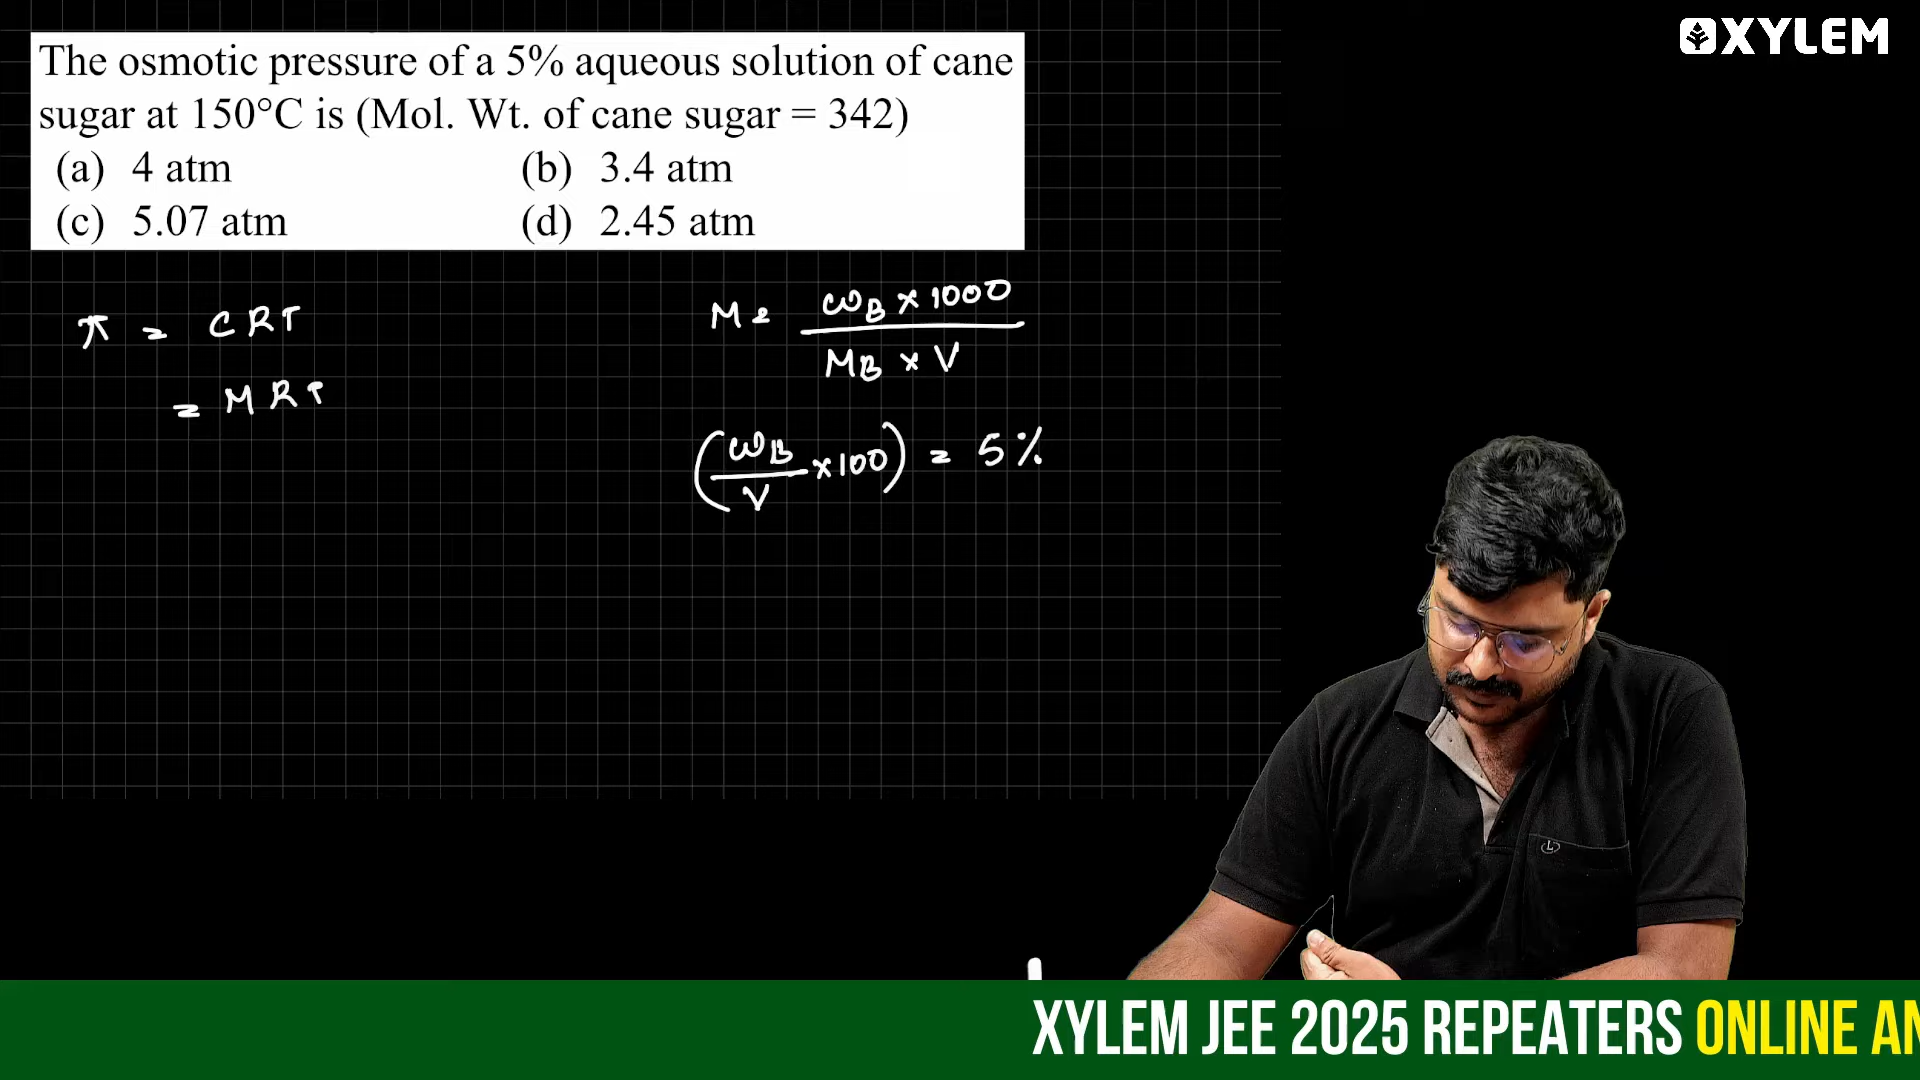 XYLEM
The osmotic pressure of a 5% aqueous solution of cane
sugar at 150°C is (Mol. Wt. of cane sugar = 342)
(a) 4 atm (b) 3.4 atm
(c) 5.07 atm (d) 2.45 atm
π = CRT
= MRT
M = ωB × 1000 / MB × V
(ωB / V × 100) = 5%
XYLEM JEE 2025 REPEATERS ONLINE AN